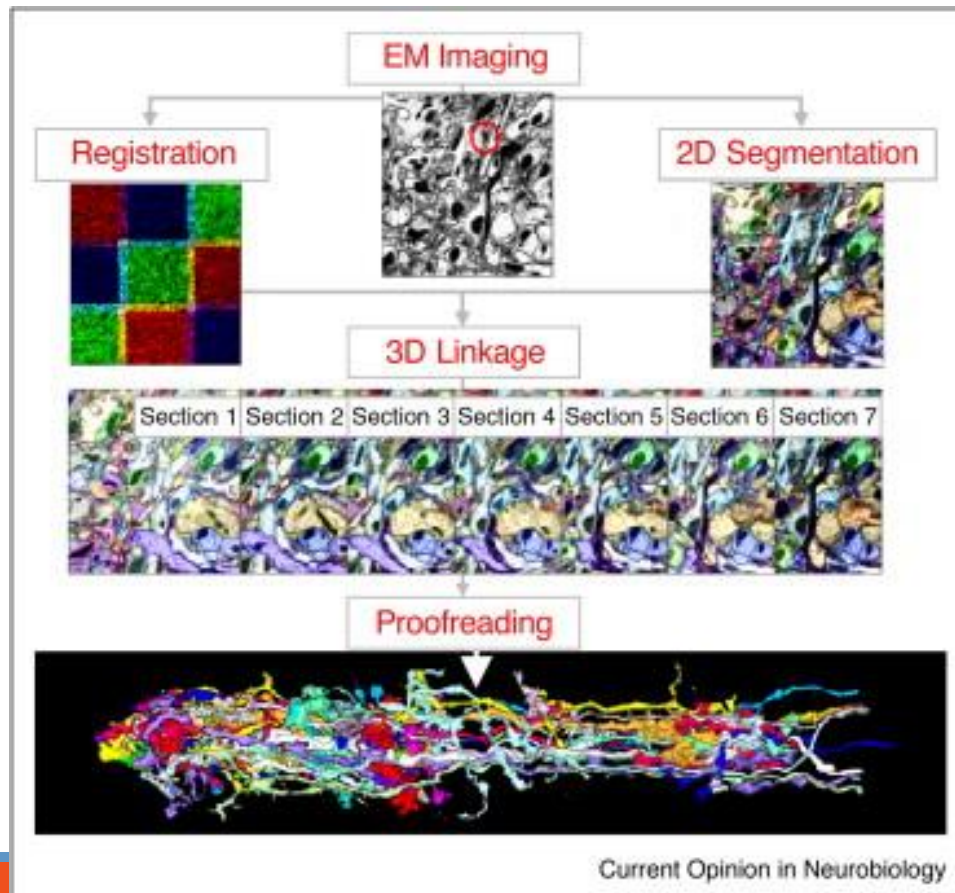 EM Imaging
Registration
2D Segmentation
3D Linkage
Section 1 Section 2 Section 3 Section 4 Section 5 Section 6 Section 7
Proofreading
Current Opinion in Neurobiology